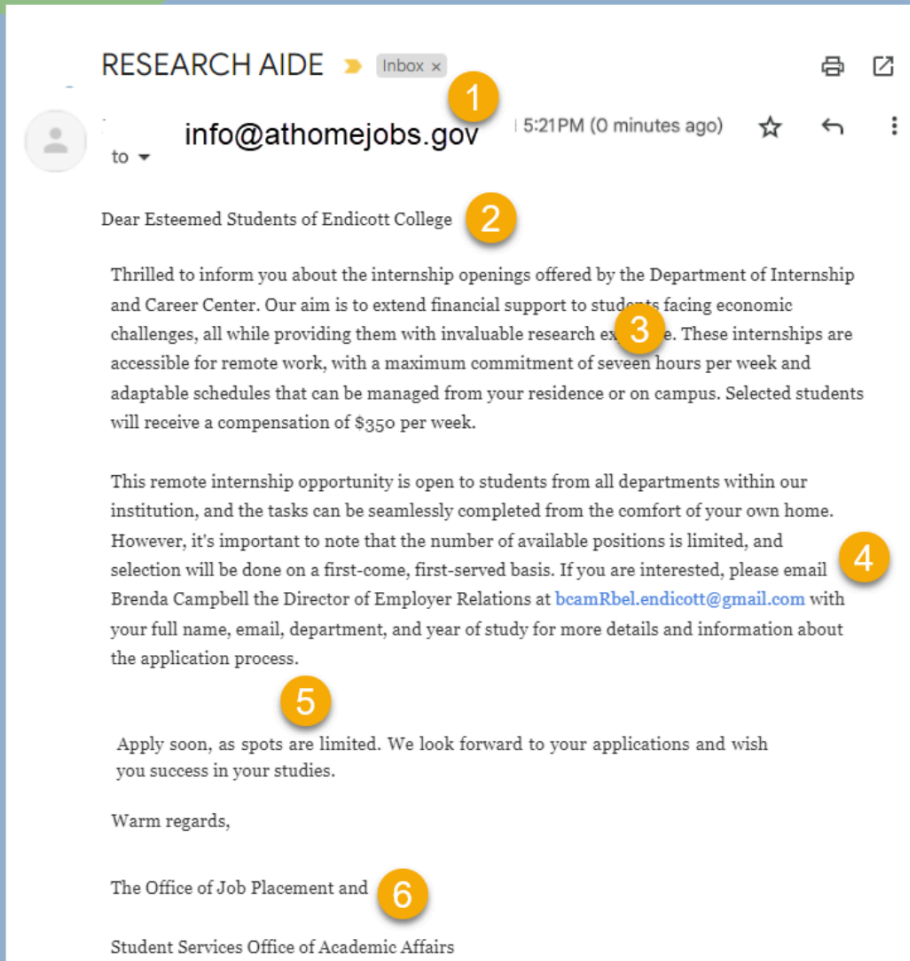 RESEARCH AIDE Inbox ×
1
info@athomejobs.gov 5:21PM (0 minutes ago)
to
Dear Esteemed Students of Endicott College 2
Thrilled to inform you about the internship openings offered by the Department of Internship
and Career Center. Our aim is to extend financial support to students facing economic
challenges, all while providing them with invaluable research 3 These internships are
accessible for remote work, with a maximum commitment of seveen hours per week and
adaptable schedules that can be managed from your residence or on campus. Selected students
will receive a compensation of $350 per week.
This remote internship opportunity is open to students from all departments within our
institution, and the tasks can be seamlessly completed from the comfort of your own home.
However, it's important to note that the number of available positions is limited, and
4
selection will be done on a first-come, first-served basis. If you are interested, please email
Brenda Campbell the Director of Employer Relations at bcamRbel.endicott@gmail.com with
your full name, email, department, and year of study for more details and information about
the application process.
5
Apply soon, as spots are limited. We look forward to your applications and wish
you success in your studies.
Warm regards,
The Office of Job Placement and 6
Student Services Office of Academic Affairs